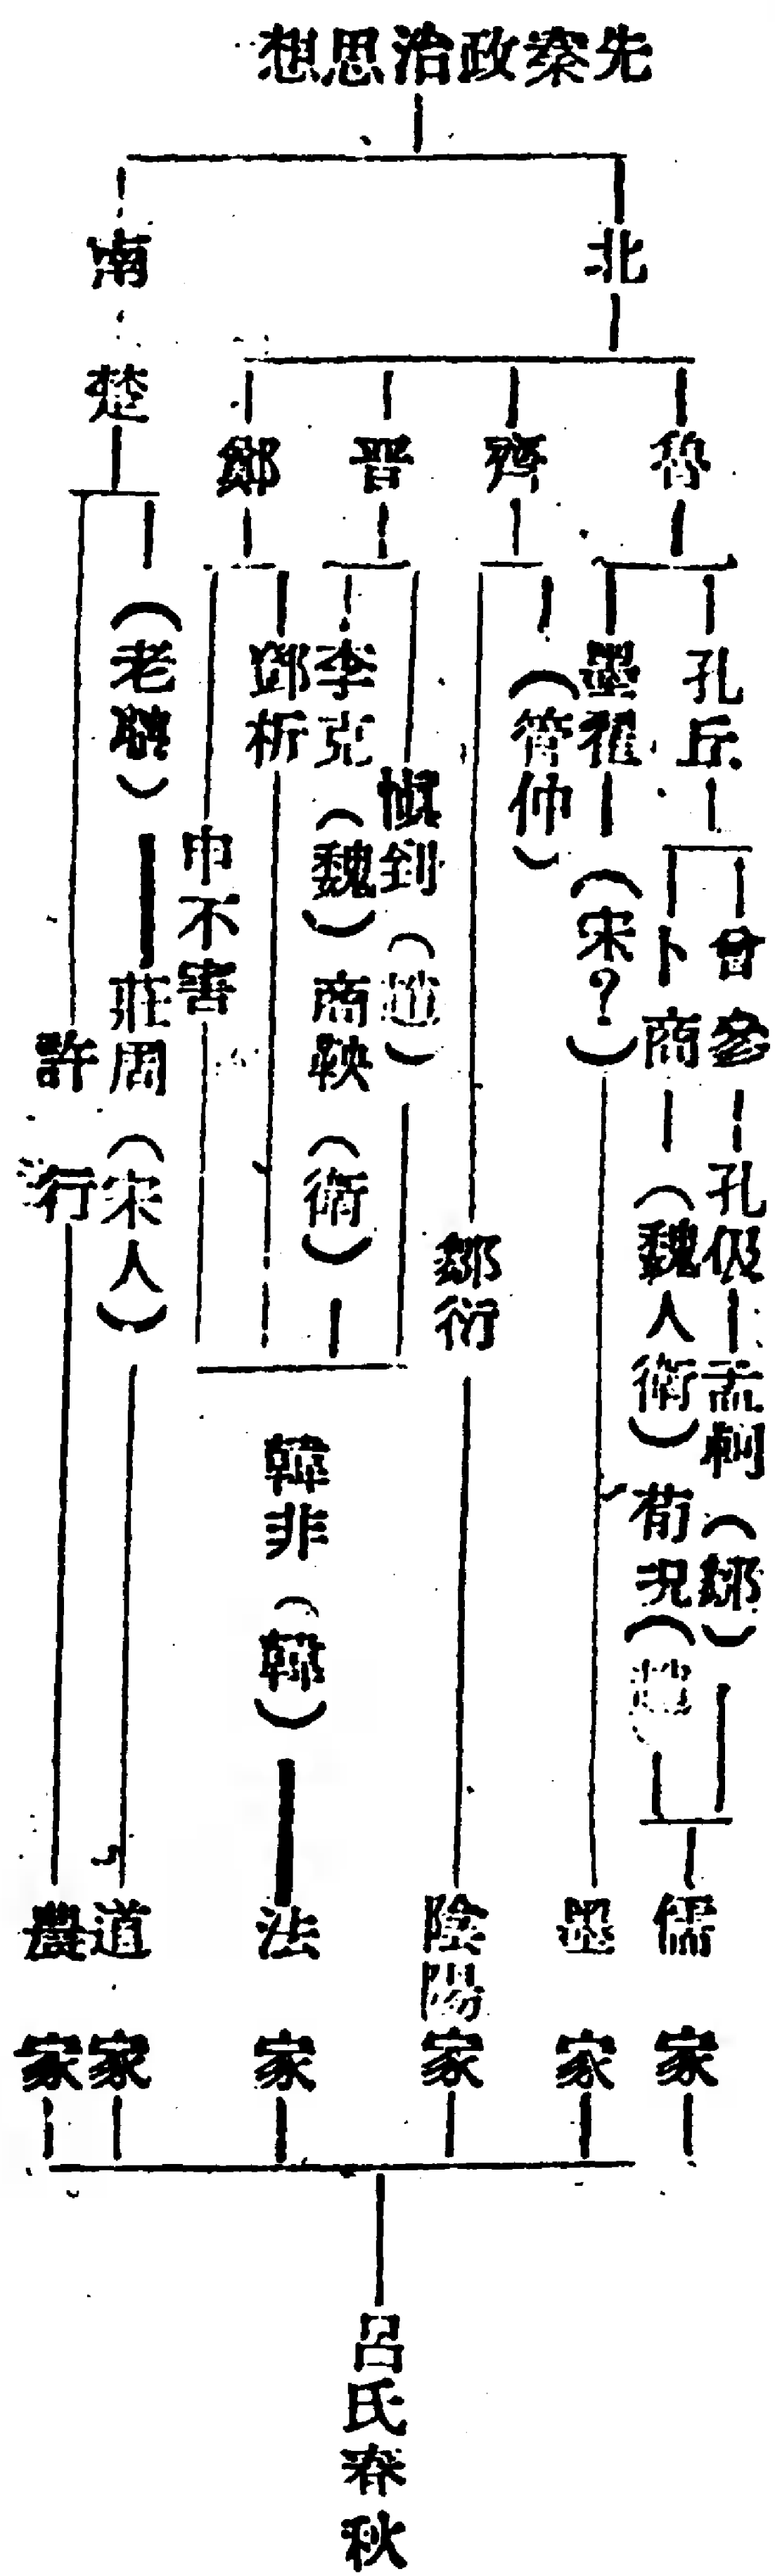 先秦政治思想
北
南
魯
齊
晋
鄭
楚
孔丘
曾參
孔伋
孟軻（鄒）
卜商
（魏人衛）
荀況（趙）
墨翟
（宋？）
（管仲）
鄒衍
慎到（趙）
李克（魏）
商鞅（衛）
鄧析
申不害
韓非（韓）
（老聃）
莊周（宋人）
許行
儒家
墨家
陰陽家
法家
道家
農家
呂氏春秋